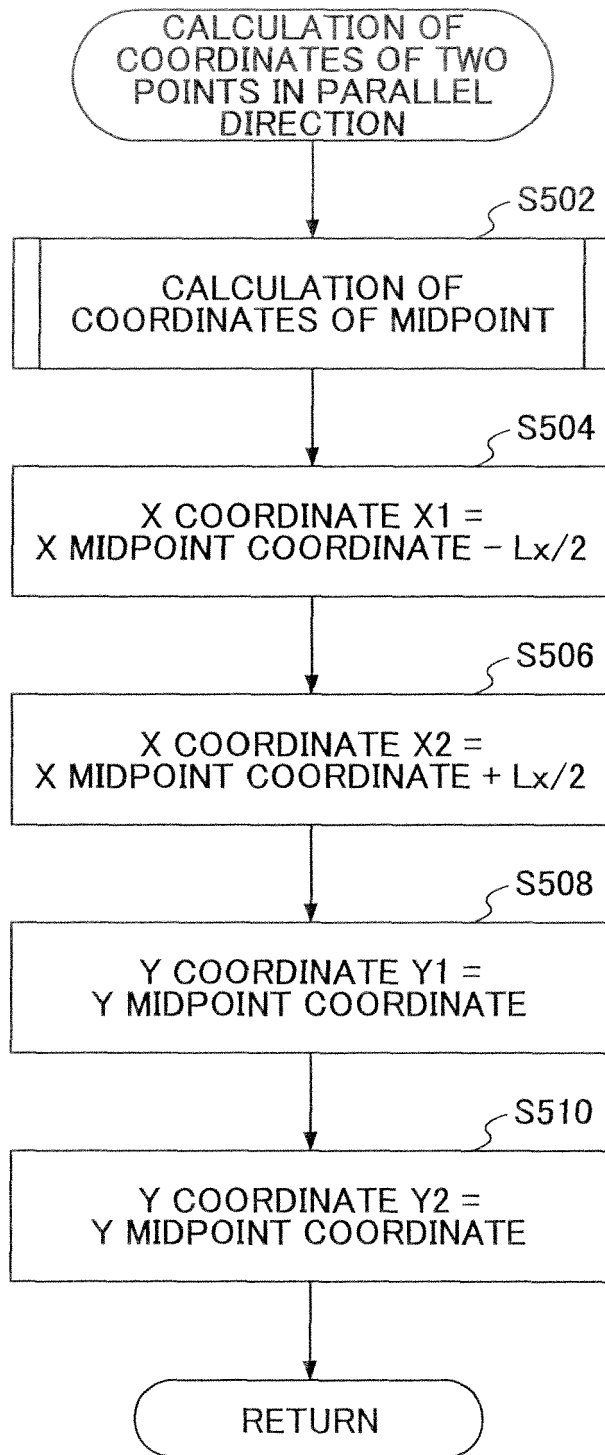 CALCULATION OF
COORDINATES OF TWO
POINTS IN PARALLEL
DIRECTION
S502
CALCULATION OF
COORDINATES OF MIDPOINT
S504
X COORDINATE X1 =
X MIDPOINT COORDINATE − Lx/2
S506
X COORDINATE X2 =
X MIDPOINT COORDINATE + Lx/2
S508
Y COORDINATE Y1 =
Y MIDPOINT COORDINATE
S510
Y COORDINATE Y2 =
Y MIDPOINT COORDINATE
RETURN